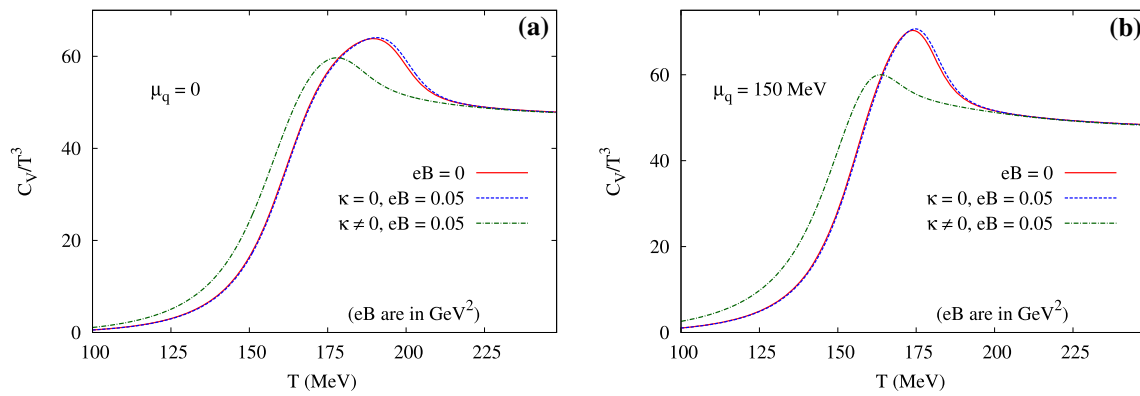 (a)
60
μq = 0
40
CV/T³
eB = 0
κ = 0, eB = 0.05
κ ≠ 0, eB = 0.05
20
(eB are in GeV²)
0
100 125 150 175 200 225
T (MeV)
(b)
80
60
μq = 150 MeV
40
CV/T³
eB = 0
κ = 0, eB = 0.05
κ ≠ 0, eB = 0.05
20
(eB are in GeV²)
0
100 125 150 175 200 225
T (MeV)